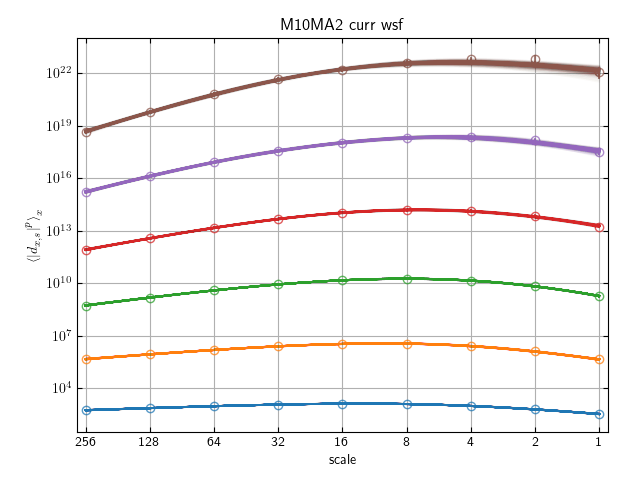 M10MA2 curr wsf
⟨|d_{x,s}|^p⟩_x
10^{22}
10^{19}
10^{16}
10^{13}
10^{10}
10^7
10^4
256 128 64 32 16 8 4 2 1
scale